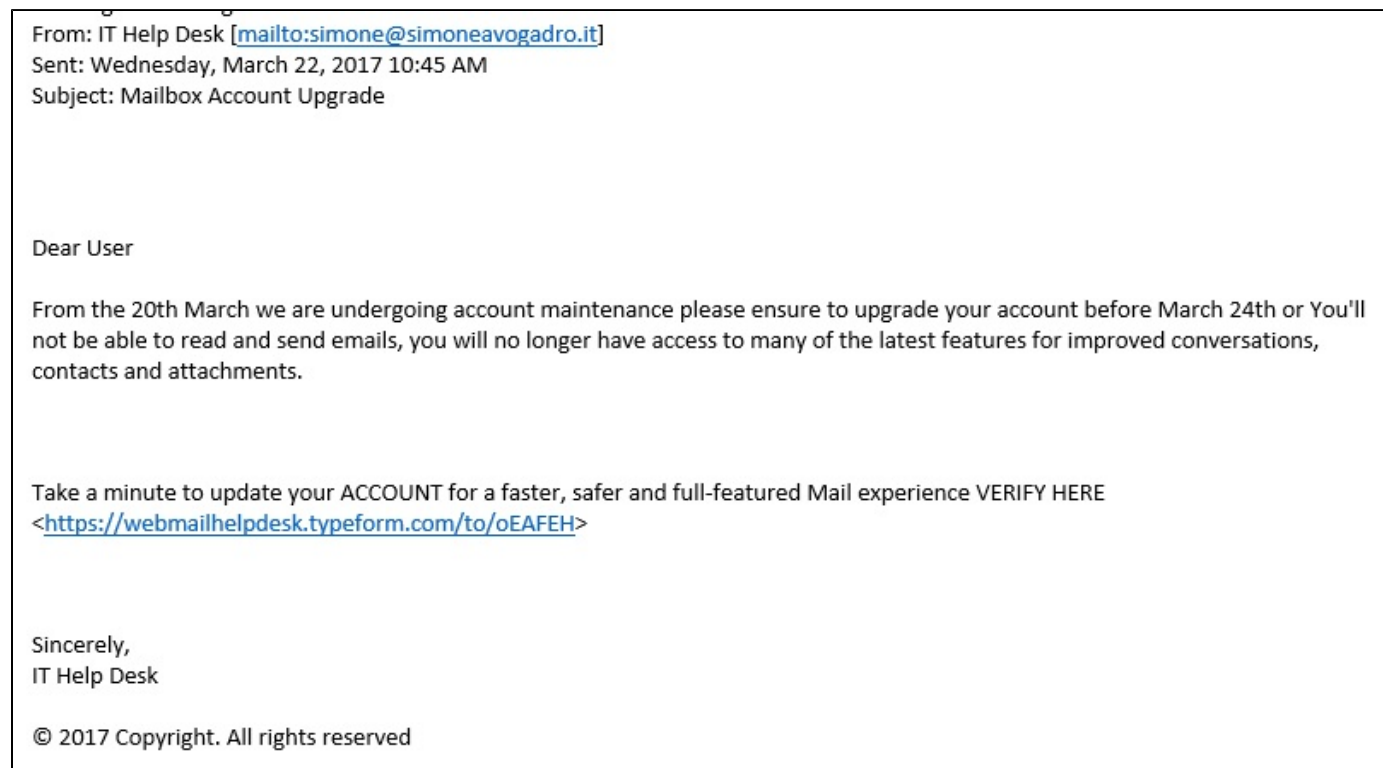 From: IT Help Desk [mailto:simone@simoneavogadro.it]
Sent: Wednesday, March 22, 2017 10:45 AM
Subject: Mailbox Account Upgrade
Dear User
From the 20th March we are undergoing account maintenance please ensure to upgrade your account before March 24th or You'll
not be able to read and send emails, you will no longer have access to many of the latest features for improved conversations,
contacts and attachments.
Take a minute to update your ACCOUNT for a faster, safer and full-featured Mail experience VERIFY HERE
<https://webmailhelpdesk.typeform.com/to/oEAFEH>
Sincerely,
IT Help Desk
© 2017 Copyright. All rights reserved